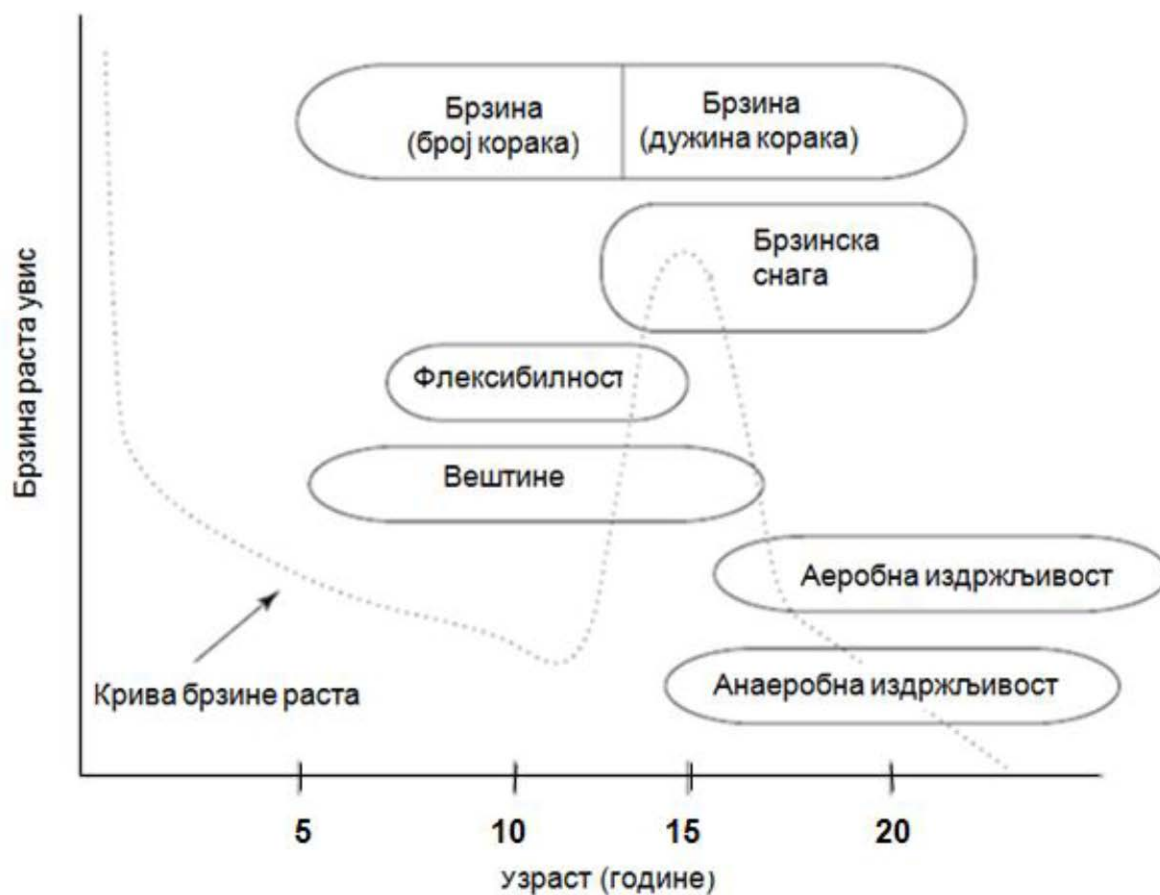 Брзина
(број корака)
Брзина
(дужина корака)
Брзинска
снага
Флексибилност
Вештине
Аеробна издржљивост
Анаеробна издржљивост
Крива брзине раста
Брзина раста увис
5
10
15
20
Узраст (године)